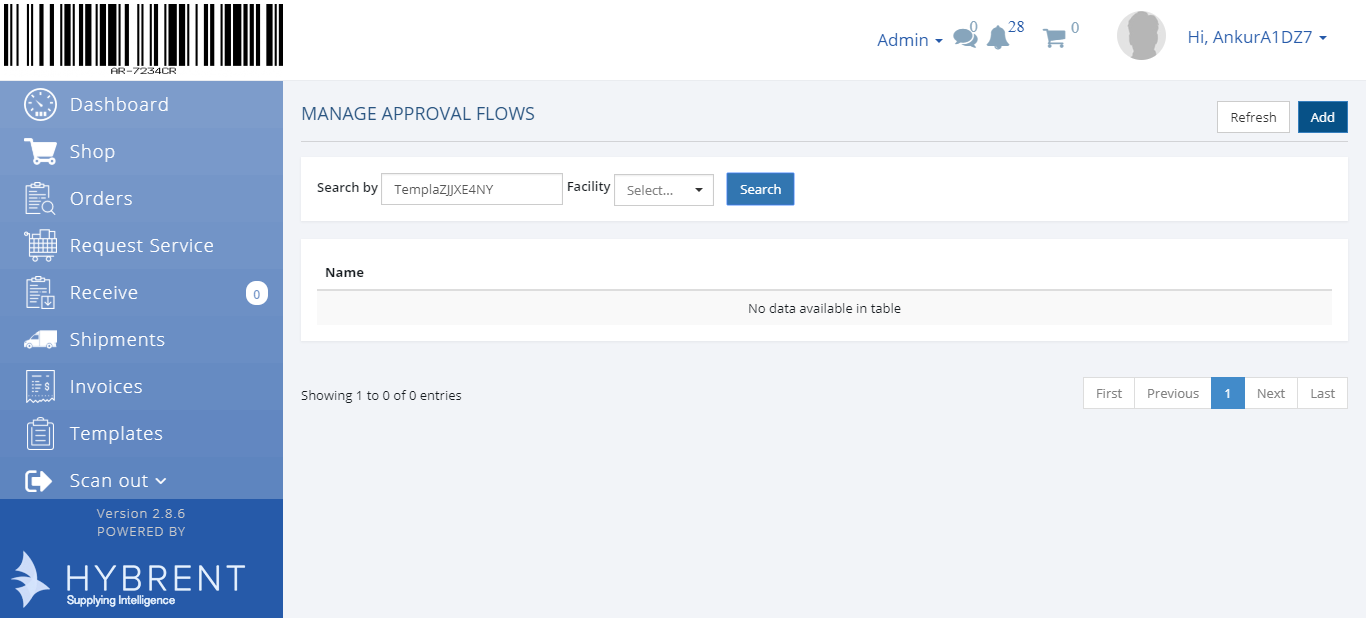 AR-7234CR
Admin 0 28 0 Hi, AnkurA1DZ7
Dashboard
Shop
Orders
Request Service
Receive 0
Shipments
Invoices
Templates
Scan out
Version 2.8.6
POWERED BY
HYBRENT
Supplying Intelligence
MANAGE APPROVAL FLOWS Refresh Add
Search by TemplaZJJXE4NY Facility Select... Search
Name
No data available in table
Showing 1 to 0 of 0 entries First Previous 1 Next Last